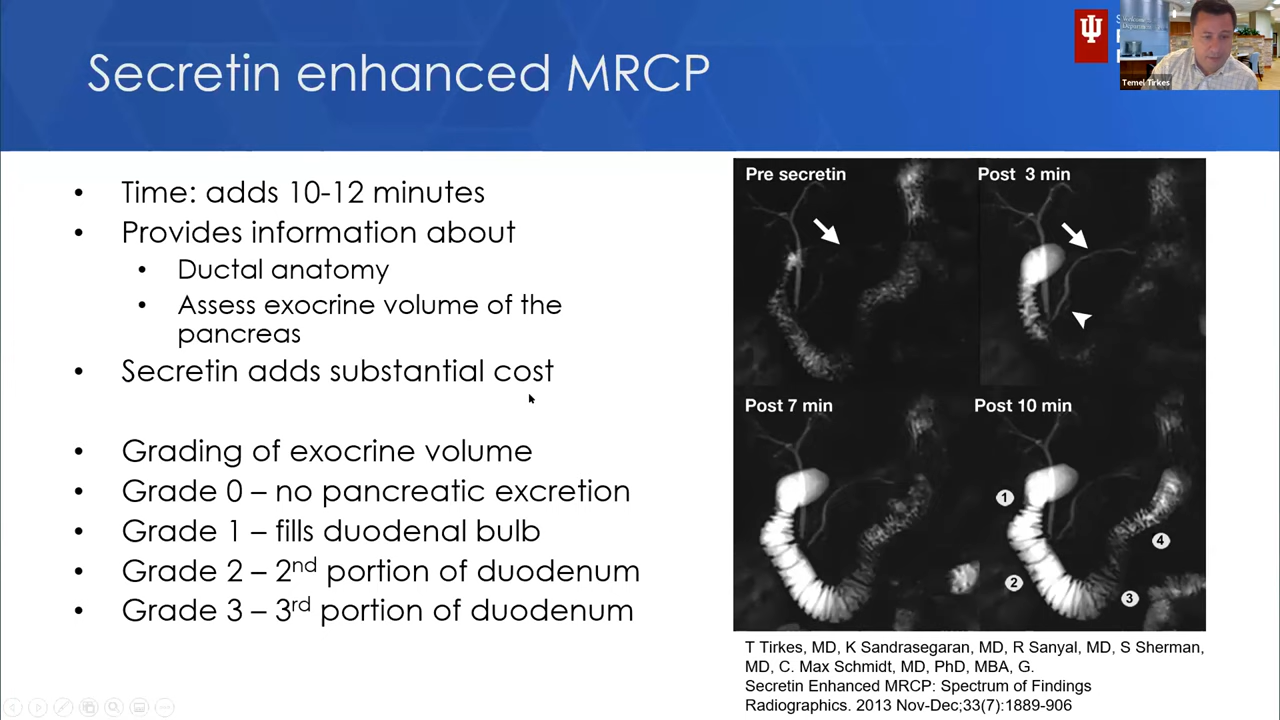 Secretin enhanced MRCP
Temel Tirkes
• Time: adds 10-12 minutes
• Provides information about
• Ductal anatomy
• Assess exocrine volume of the
pancreas
• Secretin adds substantial cost
• Grading of exocrine volume
• Grade 0 – no pancreatic excretion
• Grade 1 – fills duodenal bulb
• Grade 2 – 2nd portion of duodenum
• Grade 3 – 3rd portion of duodenum
Pre secretin
Post 3 min
Post 7 min
Post 10 min
1
2
3
4
T Tirkes, MD, K Sandrasegaran, MD, R Sanyal, MD, S Sherman,
MD, C. Max Schmidt, MD, PhD, MBA, G.
Secretin Enhanced MRCP: Spectrum of Findings
Radiographics. 2013 Nov-Dec;33(7):1889-906